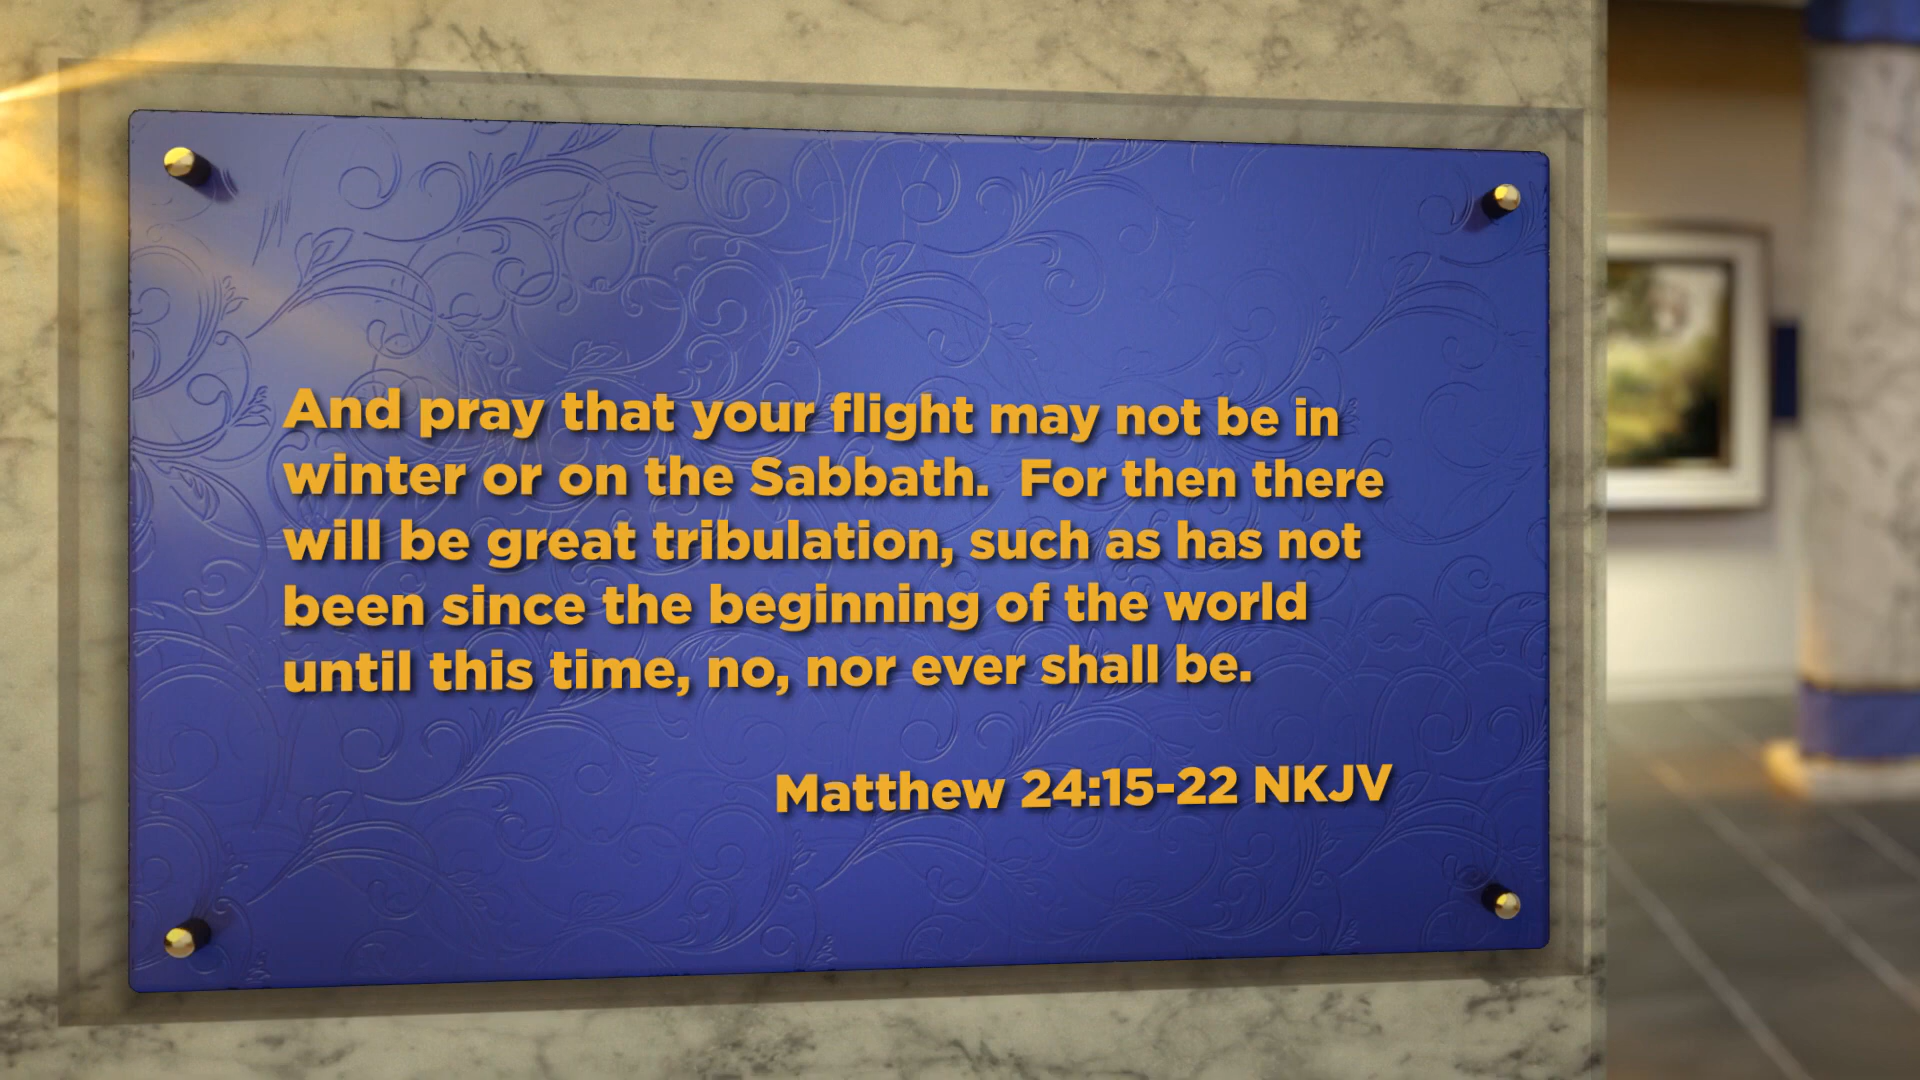 And pray that your flight may not be in
winter or on the Sabbath.  For then there
will be great tribulation, such as has not
been since the beginning of the world
until this time, no, nor ever shall be.
Matthew 24:15-22 NKJV